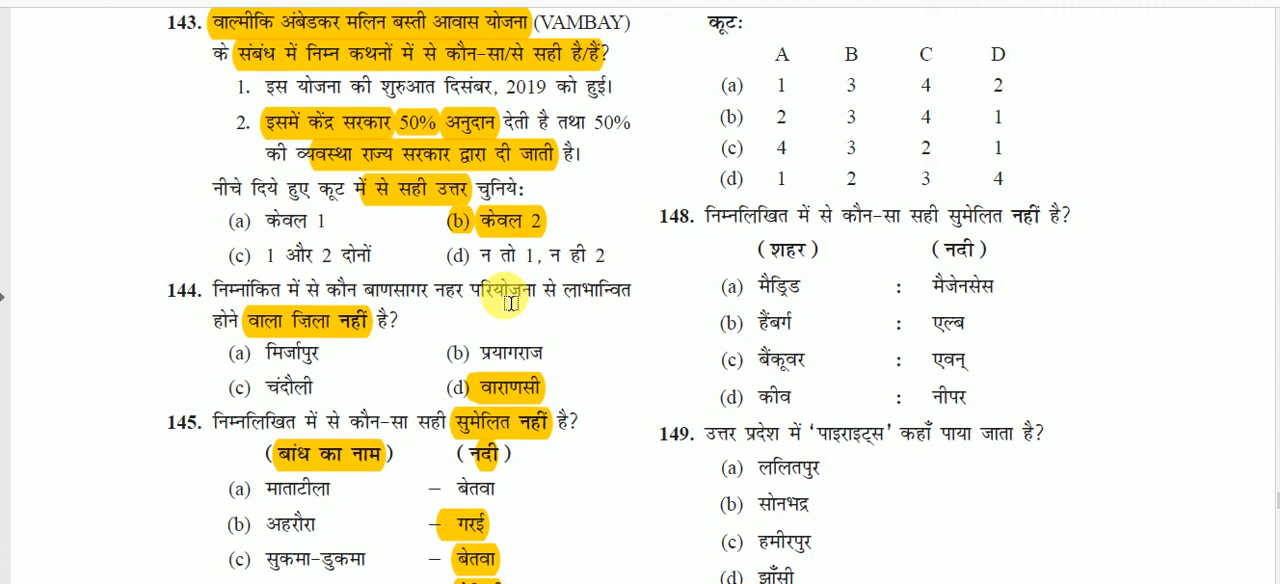 143. वाल्मीकि अंबेडकर मलिन बस्ती आवास योजना (VAMBAY)
के संबंध में निम्न कथनों में से कौन-सा/से सही है/हैं?
1. इस योजना की शुरुआत दिसंबर, 2019 को हुई।
2. इसमें केंद्र सरकार 50% अनुदान देती है तथा 50%
की व्यवस्था राज्य सरकार द्वारा दी जाती है।
नीचे दिये हुए कूट में से सही उत्तर चुनिये:
(a) केवल 1 (b) केवल 2
(c) 1 और 2 दोनों (d) न तो 1, न ही 2
144. निम्नांकित में से कौन बाणसागर नहर परियोजना से लाभान्वित
होने वाला ज़िला नहीं है?
(a) मिर्जापुर (b) प्रयागराज
(c) चंदौली (d) वाराणसी
145. निम्नलिखित में से कौन-सा सही सुमेलित नहीं है?
(बांध का नाम) (नदी)
(a) माताटीला – बेतवा
(b) अहरौरा – गरई
(c) सुकमा-डुकमा – बेतवा
कूट:
A B C D
(a) 1 3 4 2
(b) 2 3 4 1
(c) 4 3 2 1
(d) 1 2 3 4
148. निम्नलिखित में से कौन-सा सही सुमेलित नहीं है?
(शहर) (नदी)
(a) मैड्रिड : मैजेनसेस
(b) हैंबर्ग : एल्ब
(c) बैंकूवर : एवन्
(d) कीव : नीपर
149. उत्तर प्रदेश में ‘पाइराइट्स’ कहाँ पाया जाता है?
(a) ललितपुर
(b) सोनभद्र
(c) हमीरपुर
(d) झाँसी